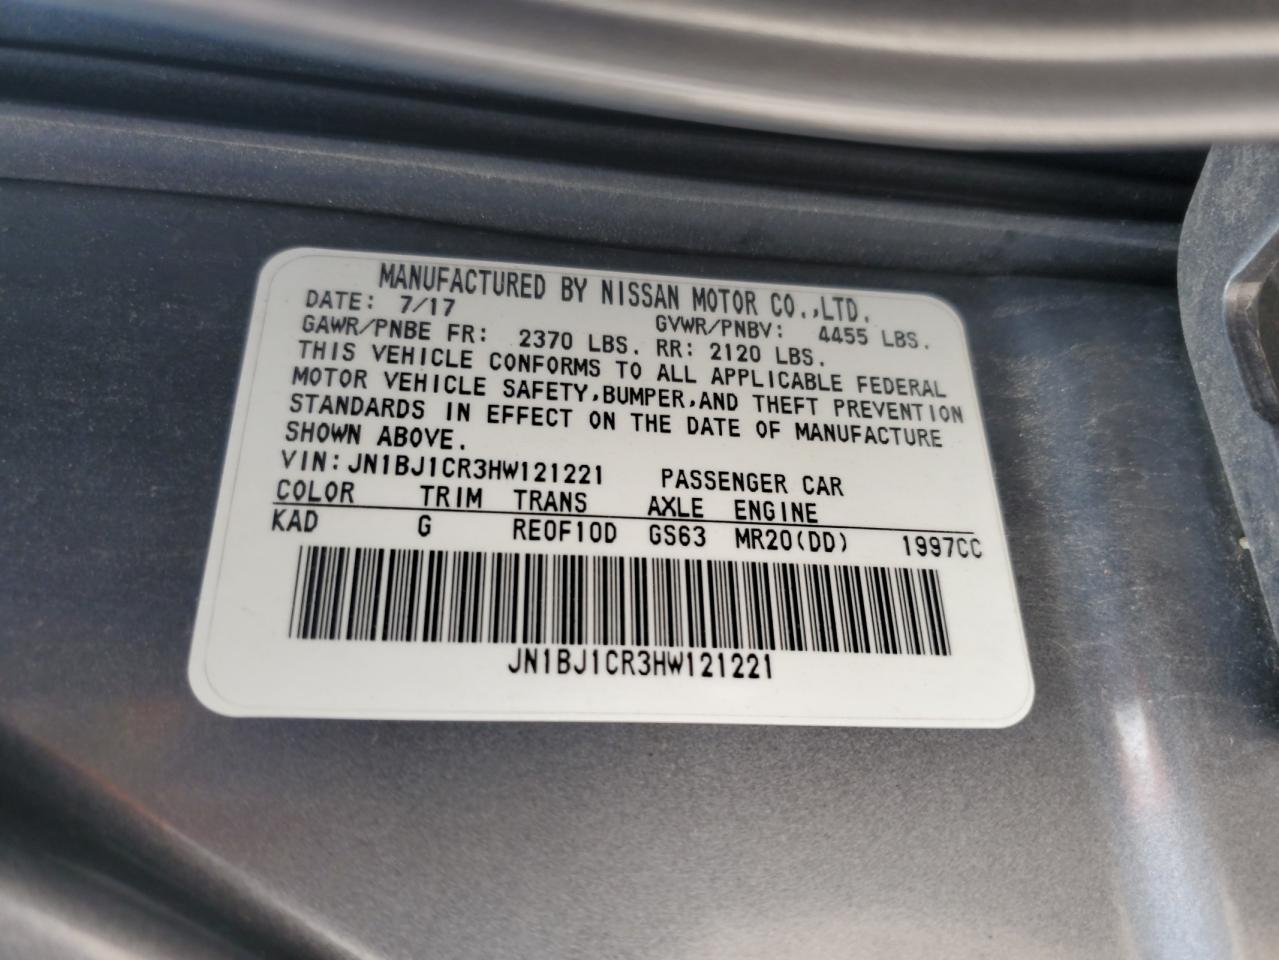 MANUFACTURED BY NISSAN MOTOR CO.,LTD.
DATE: 7/17 GVWR/PNBV: 4455 LBS.
GAWR/PNBE FR: 2370 LBS. RR: 2120 LBS.
THIS VEHICLE CONFORMS TO ALL APPLICABLE FEDERAL
MOTOR VEHICLE SAFETY,BUMPER,AND THEFT PREVENTION
STANDARDS IN EFFECT ON THE DATE OF MANUFACTURE
SHOWN ABOVE.
VIN: JN1BJ1CR3HW121221 PASSENGER CAR
COLOR TRIM TRANS AXLE ENGINE
KAD G RE0F10D GS63 MR20(DD) 1997CC
JN1BJ1CR3HW121221